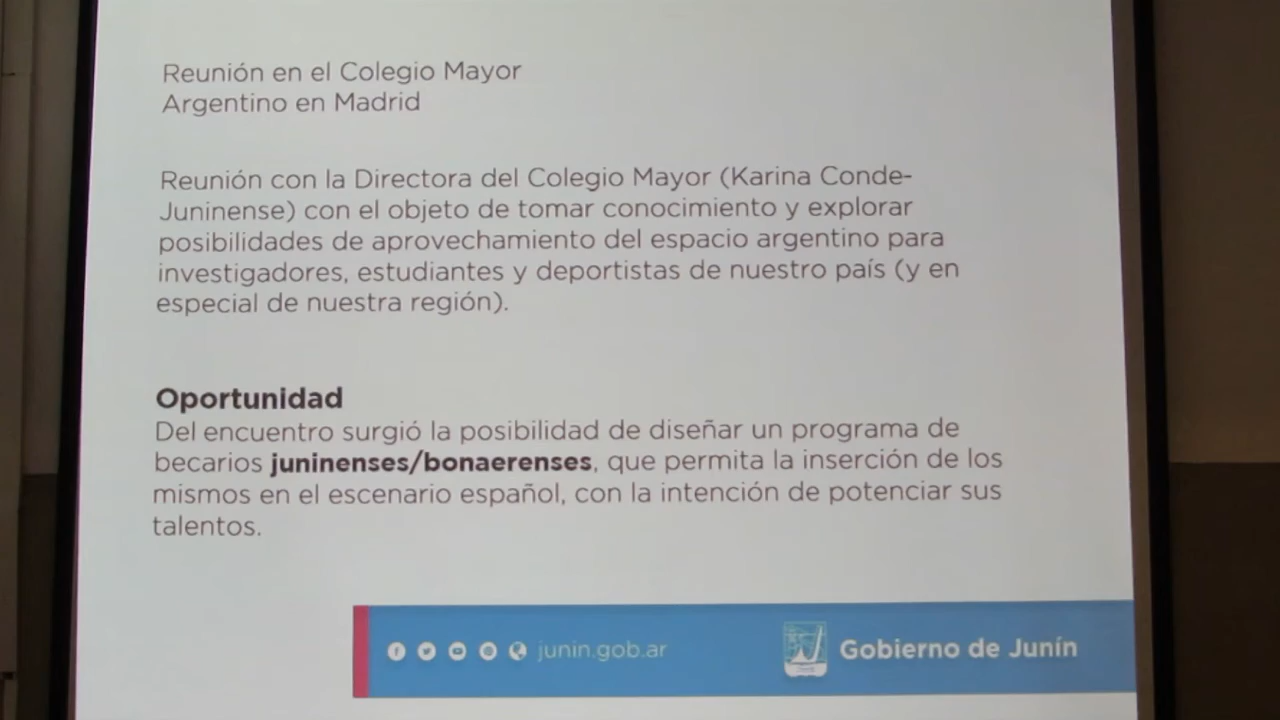 Reunión en el Colegio Mayor
Argentino en Madrid
Reunión con la Directora del Colegio Mayor (Karina Conde-
Juninense) con el objeto de tomar conocimiento y explorar
posibilidades de aprovechamiento del espacio argentino para
investigadores, estudiantes y deportistas de nuestro país (y en
especial de nuestra región).
Oportunidad
Del encuentro surgió la posibilidad de diseñar un programa de
becarios juninenses/bonaerenses, que permita la inserción de los
mismos en el escenario español, con la intención de potenciar sus
talentos.
junin.gob.ar
Gobierno de Junín